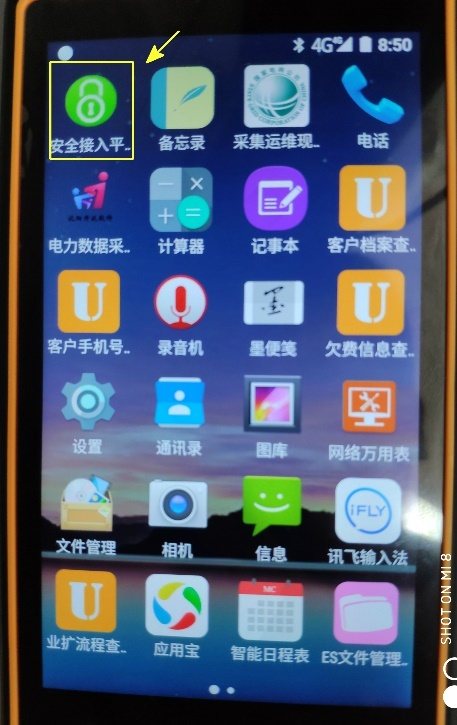 4G 4G 8:50
安全接入平.. 备忘录 采集运维现.. 电话
电力数据采.. 计算器 记事本 客户档案查..
U U
客户手机号.. 录音机 墨便笺 欠费信息查..
设置 通讯录 图库 网络万用表
iFLY
文件管理 相机 信息 讯飞输入法
U MC
业扩流程查.. 应用宝 智能日程表 ES文件管理..
SHOT ON MI 8